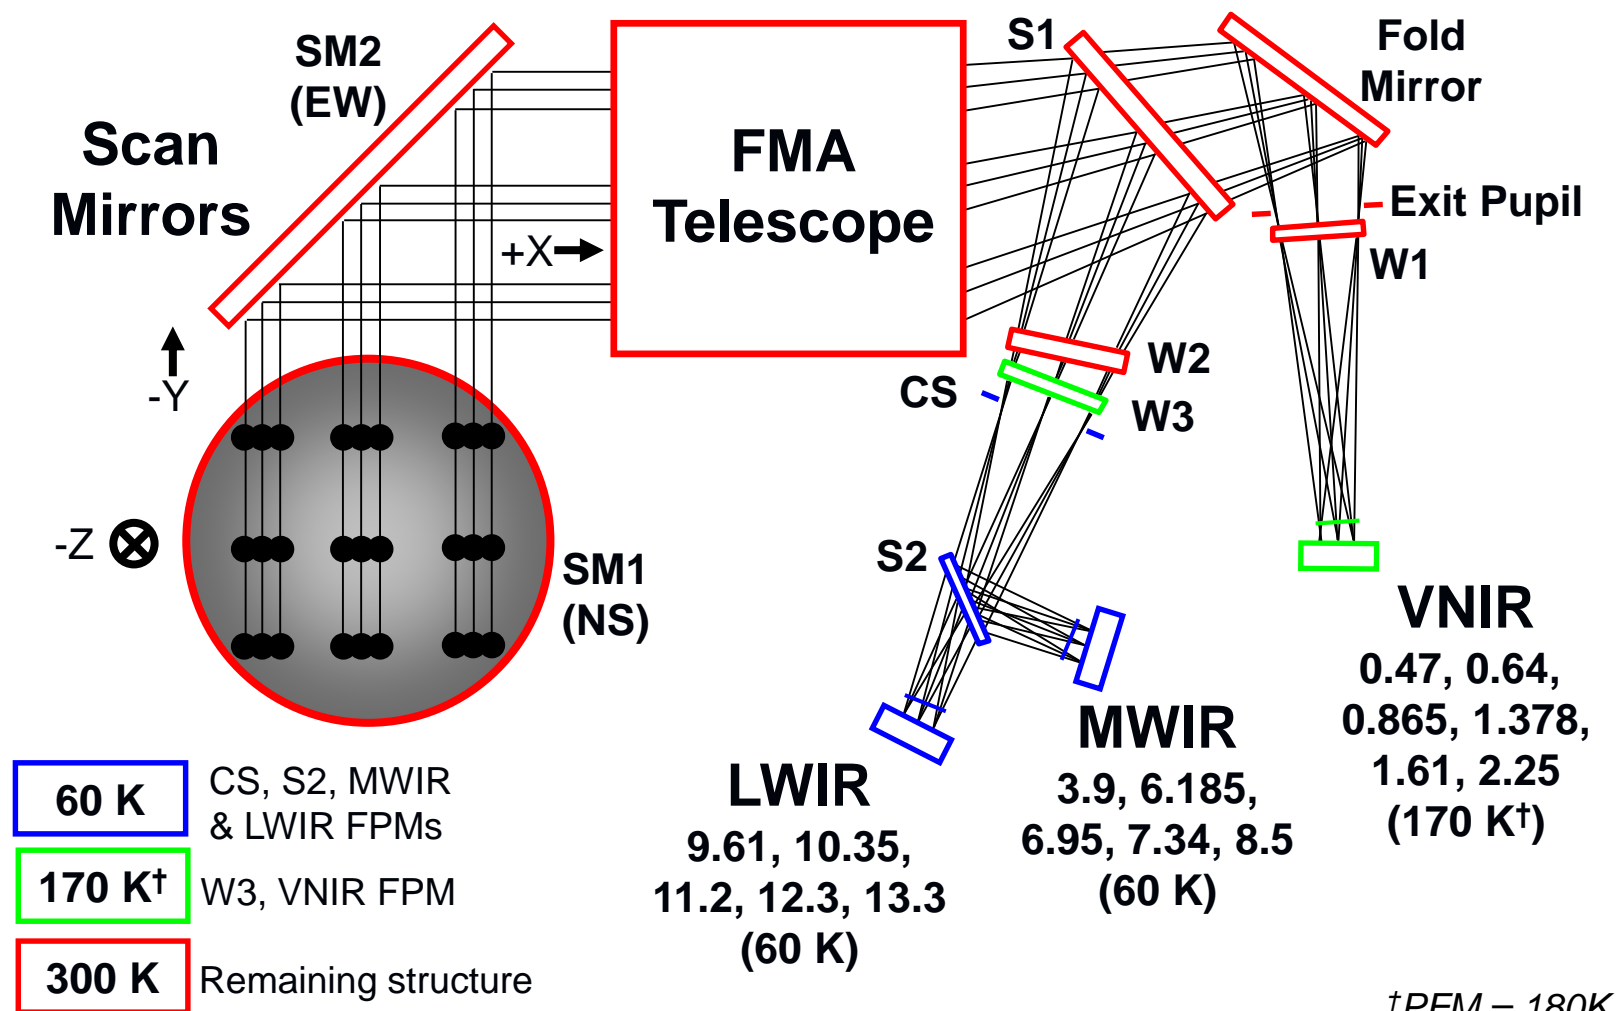 SM2
(EW)
Scan
Mirrors
FMA
Telescope
+X
-Y
-Z
SM1
(NS)
S1
Fold
Mirror
Exit Pupil
W1
W2
CS
W3
S2
VNIR
0.47, 0.64,
0.865, 1.378,
1.61, 2.25
(170 K†)
MWIR
3.9, 6.185,
6.95, 7.34, 8.5
(60 K)
LWIR
9.61, 10.35,
11.2, 12.3, 13.3
(60 K)
60 K
CS, S2, MWIR
& LWIR FPMs
170 K†
W3, VNIR FPM
300 K
Remaining structure
†PFM – 180K